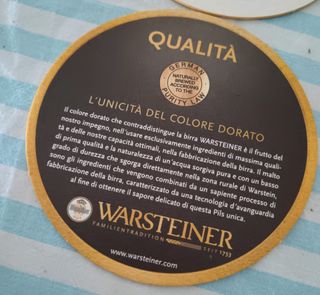 QUALITÀ
GERMAN
NATURALLY
BREWED
ACCORDING
TO THE
PURITY LAW
L'UNICITÀ DEL COLORE DORATO
Il colore dorato che contraddistingue la birra WARSTEINER è il frutto del
nostro impegno, nell'usare esclusivamente ingredienti di massima quali-
tà e delle nostre capacità ottimali, nella fabbricazione della birra. Il malto
di prima qualità e la naturalezza di un'acqua sorgiva pura e con un basso
grado di durezza che sgorga direttamente nella zona rurale di Warstein,
sono gli ingredienti che vengono combinati da un sapiente processo di
fabbricazione della birra, caratterizzato da una tecnologia d'avanguardia
al fine di ottenere il sapore delicato di questa Pils unica.
WARSTEINER
FAMILIENTRADITION SEIT 1753
www.warsteiner.com